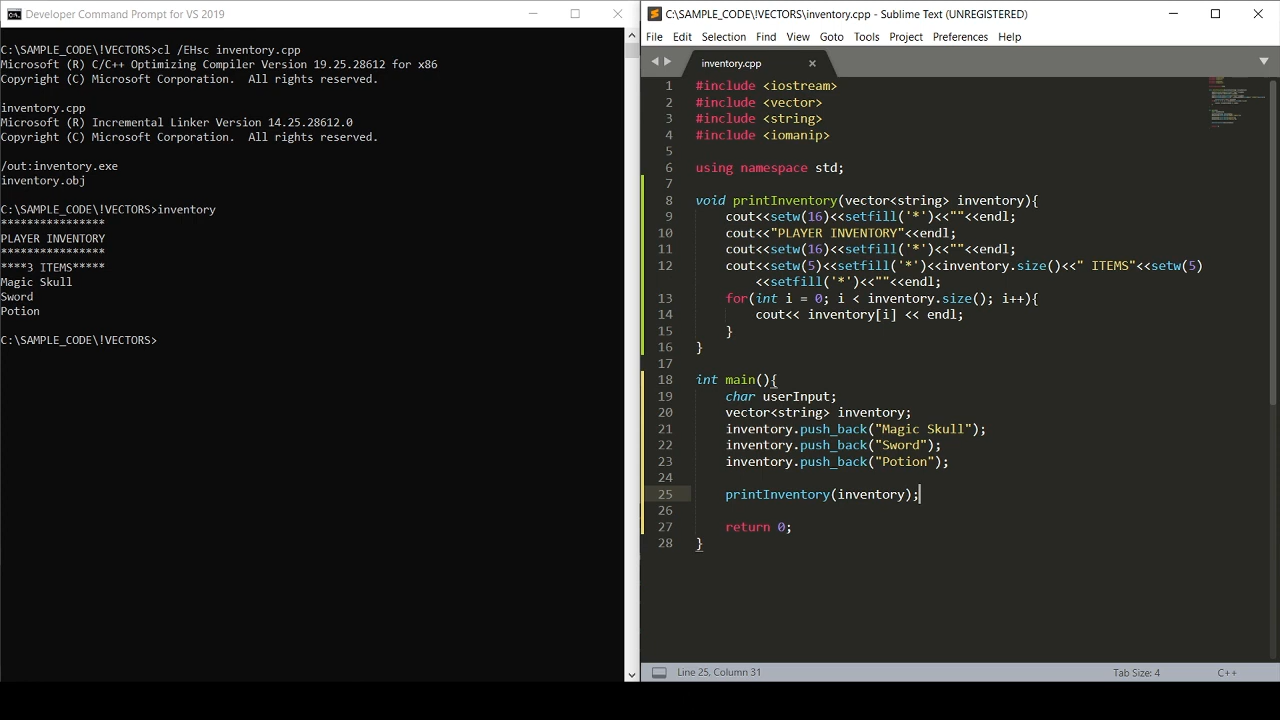 Developer Command Prompt for VS 2019
C:\SAMPLE_CODE\!VECTORS>cl /EHsc inventory.cpp
Microsoft (R) C/C++ Optimizing Compiler Version 19.25.28612 for x86
Copyright (C) Microsoft Corporation.  All rights reserved.
inventory.cpp
Microsoft (R) Incremental Linker Version 14.25.28612.0
Copyright (C) Microsoft Corporation.  All rights reserved.
/out:inventory.exe
inventory.obj
C:\SAMPLE_CODE\!VECTORS>inventory
****************
PLAYER INVENTORY
****************
****3 ITEMS*****
Magic Skull
Sword
Potion
C:\SAMPLE_CODE\!VECTORS>
C:\SAMPLE_CODE\!VECTORS\inventory.cpp - Sublime Text (UNREGISTERED)
File Edit Selection Find View Goto Tools Project Preferences Help
inventory.cpp
1 #include <iostream>
2 #include <vector>
3 #include <string>
4 #include <iomanip>
5
6 using namespace std;
7
8 void printInventory(vector<string> inventory){
9     cout<<setw(16)<<setfill('*')<<""<<endl;
10     cout<<"PLAYER INVENTORY"<<endl;
11     cout<<setw(16)<<setfill('*')<<""<<endl;
12     cout<<setw(5)<<setfill('*')<<inventory.size()<<" ITEMS"<<setw(5)
<<setfill('*')<<""<<endl;
13     for(int i = 0; i < inventory.size(); i++){
14         cout<< inventory[i] << endl;
15     }
16 }
17
18 int main(){
19     char userInput;
20     vector<string> inventory;
21     inventory.push_back("Magic Skull");
22     inventory.push_back("Sword");
23     inventory.push_back("Potion");
24
25     printInventory(inventory);
26
27     return 0;
28 }
Line 25, Column 31
Tab Size: 4
C++